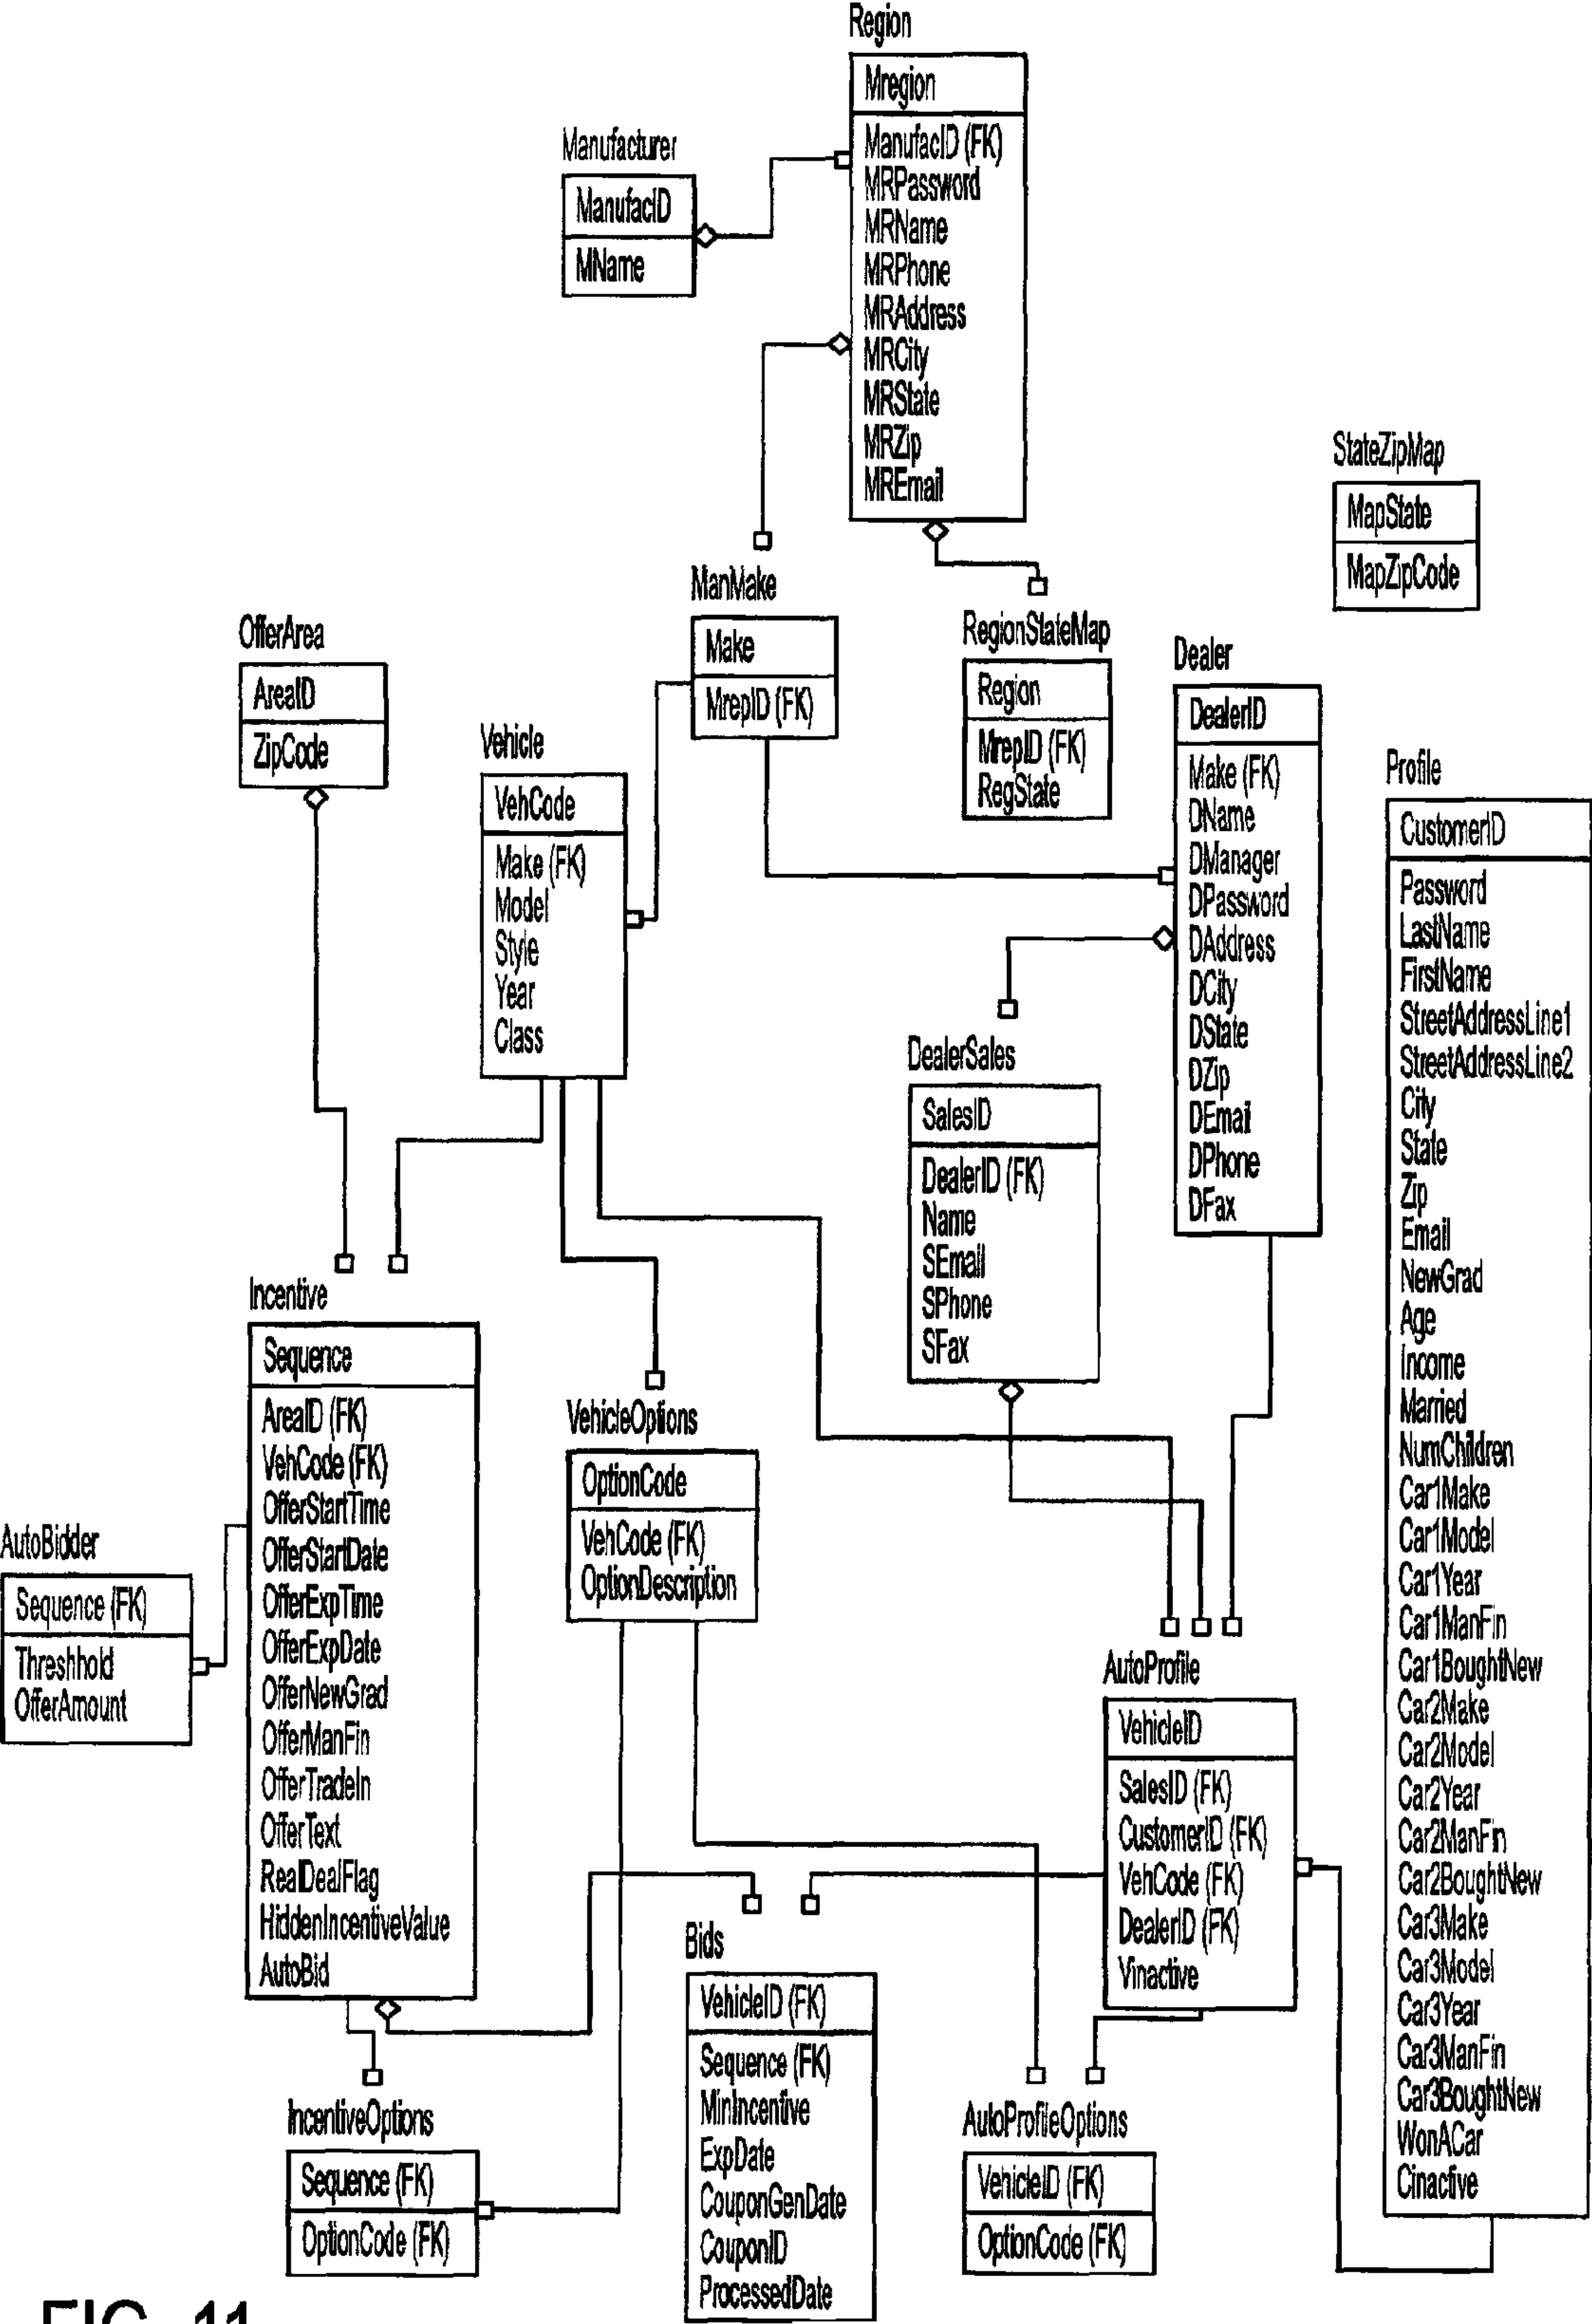 Region
Mregion
ManufacID (FK)
MRPassword
MRName
MRPhone
MRAddress
MRCity
MRState
MRZip
MREmail
Manufacturer
ManufacID
MName
StateZipMap
MapState
MapZipCode
ManMake
Make
MrepID (FK)
RegionStateMap
Region
MrepID (FK)
RegState
OfferArea
AreaID
ZipCode
Vehicle
VehCode
Make (FK)
Model
Style
Year
Class
Dealer
DealerID
Make (FK)
DName
DManager
DPassword
DAddress
DCity
DState
DZip
DEmail
DPhone
DFax
Profile
CustomerID
Password
LastName
FirstName
StreetAddressLine1
StreetAddressLine2
City
State
Zip
Email
NewGrad
Age
Income
Married
NumChildren
Car1Make
Car1Model
Car1Year
Car1ManFin
Car1BoughtNew
Car2Make
Car2Model
Car2Year
Car2ManFin
Car2BoughtNew
Car3Make
Car3Model
Car3Year
Car3ManFin
Car3BoughtNew
WonACar
Cinactive
DealerSales
SalesID
DealerID (FK)
Name
SEmail
SPhone
SFax
Incentive
Sequence
AreaID (FK)
VehCode (FK)
OfferStartTime
OfferStartDate
OfferExpTime
OfferExpDate
OfferNewGrad
OfferManFin
OfferTradeIn
OfferText
RealDealFlag
HiddenIncentiveValue
AutoBid
VehicleOptions
OptionCode
VehCode (FK)
OptionDescription
AutoBidder
Sequence (FK)
Threshhold
OfferAmount
AutoProfile
VehicleID
SalesID (FK)
CustomerID (FK)
VehCode (FK)
DealerID (FK)
Vinactive
Bids
VehicleID (FK)
Sequence (FK)
MinIncentive
ExpDate
CouponGenDate
CouponID
ProcessedDate
IncentiveOptions
Sequence (FK)
OptionCode (FK)
AutoProfileOptions
VehicleID (FK)
OptionCode (FK)
FIG. 11